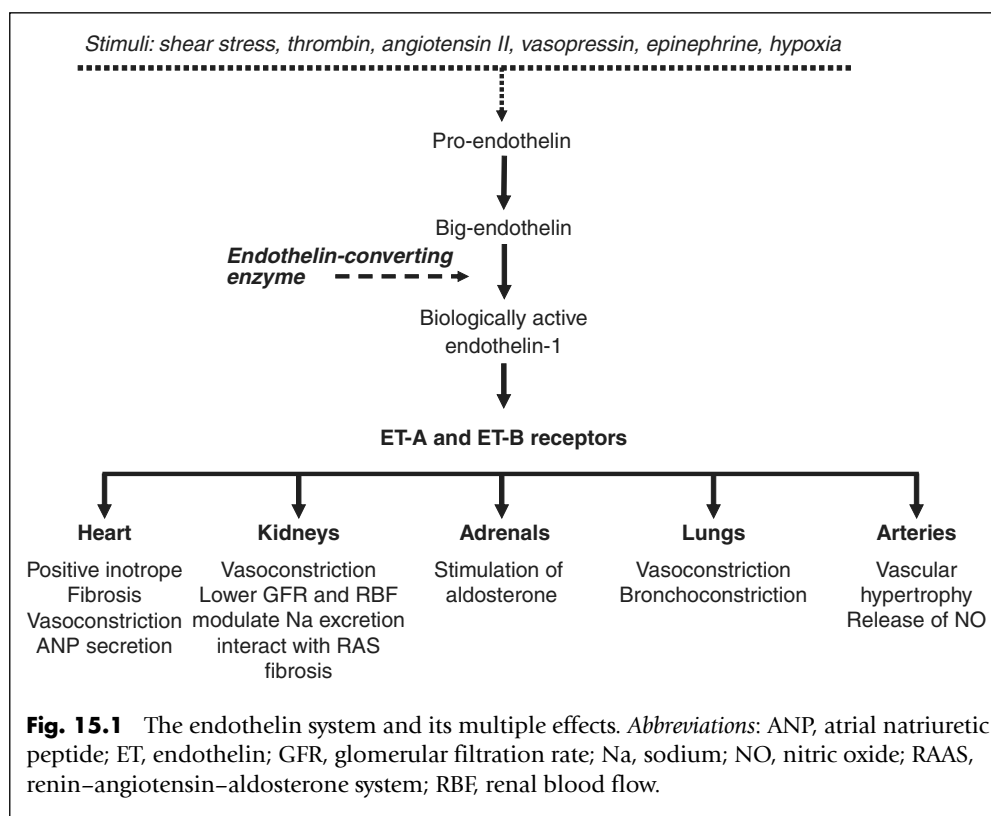 Stimuli: shear stress, thrombin, angiotensin II, vasopressin, epinephrine, hypoxia
Pro-endothelin
Big-endothelin
Endothelin-converting
enzyme
Biologically active
endothelin-1
ET-A and ET-B receptors
Heart
Positive inotrope
Fibrosis
Vasoconstriction
ANP secretion
Kidneys
Vasoconstriction
Lower GFR and RBF
modulate Na excretion
interact with RAS
fibrosis
Adrenals
Stimulation of
aldosterone
Lungs
Vasoconstriction
Bronchoconstriction
Arteries
Vascular
hypertrophy
Release of NO
Fig. 15.1 The endothelin system and its multiple effects. Abbreviations: ANP, atrial natriuretic
peptide; ET, endothelin; GFR, glomerular filtration rate; Na, sodium; NO, nitric oxide; RAAS,
renin–angiotensin–aldosterone system; RBF, renal blood flow.